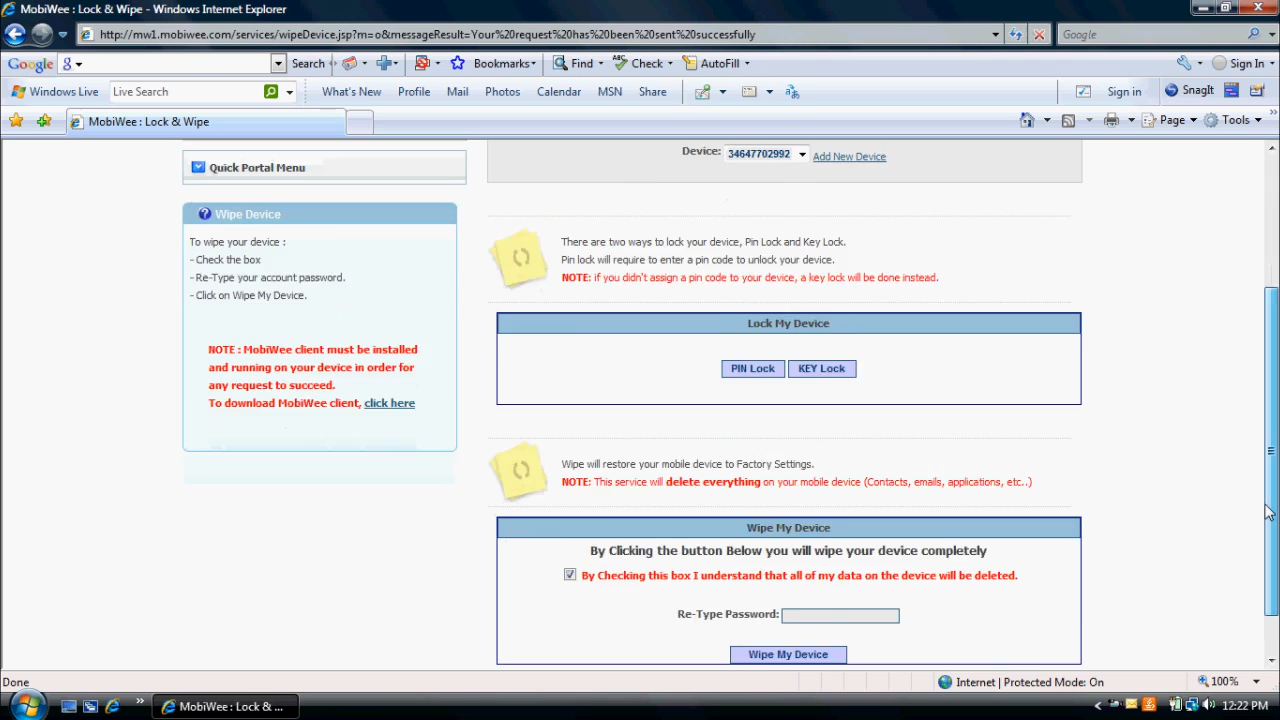 MobiWee : Lock & Wipe - Windows Internet Explorer
http://mw1.mobiwee.com/services/wipeDevice.jsp?m=o&messageResult=Your%20request%20has%20been%20sent%20successfully
Google
Google
Search
Bookmarks
Find
Check
AutoFill
Sign In
Windows Live
Live Search
What's New
Profile
Mail
Photos
Calendar
MSN
Share
Sign in
SnagIt
MobiWee : Lock & Wipe
Page
Tools
Quick Portal Menu
Device:
34647702992
Add New Device
Wipe Device
To wipe your device :
- Check the box
- Re-Type your account password.
- Click on Wipe My Device.
NOTE : MobiWee client must be installed
and running on your device in order for
any request to succeed.
To download MobiWee client, click here
There are two ways to lock your device, Pin Lock and Key Lock.
Pin lock will require to enter a pin code to unlock your device.
NOTE: if you didn't assign a pin code to your device, a key lock will be done instead.
Lock My Device
PIN Lock
KEY Lock
Wipe will restore your mobile device to Factory Settings.
NOTE: This service will delete everything on your mobile device (Contacts, emails, applications, etc..)
Wipe My Device
By Clicking the button Below you will wipe your device completely
By Checking this box I understand that all of my data on the device will be deleted.
Re-Type Password:
Wipe My Device
Done
Internet | Protected Mode: On
100%
MobiWee : Lock & ...
12:22 PM